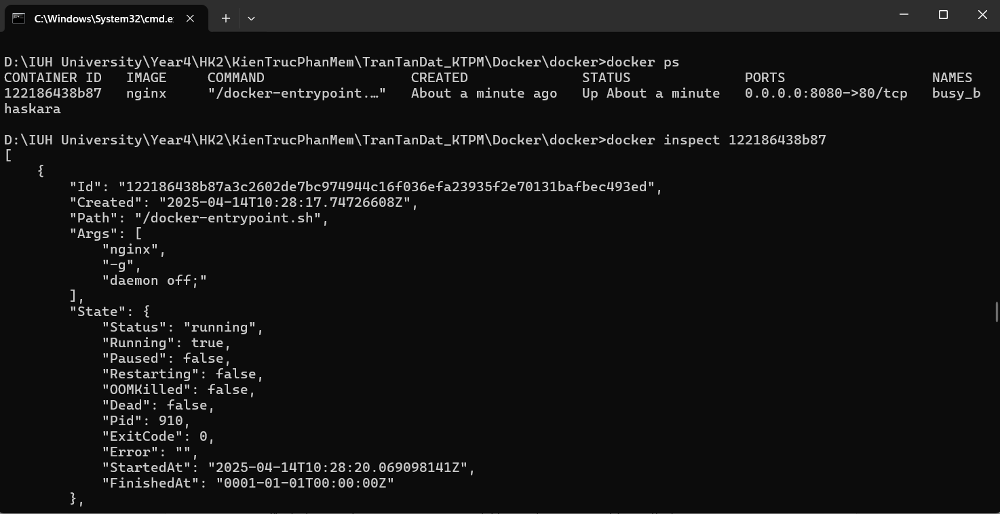 C:\Windows\System32\cmd.e
D:\IUH University\Year4\HK2\KienTrucPhanMem\TranTanDat_KTPM\Docker\docker>docker ps
CONTAINER ID   IMAGE     COMMAND                  CREATED              STATUS              PORTS                  NAMES
122186438b87   nginx     "/docker-entrypoint.…"   About a minute ago   Up About a minute   0.0.0.0:8080->80/tcp   busy_b
haskara
D:\IUH University\Year4\HK2\KienTrucPhanMem\TranTanDat_KTPM\Docker\docker>docker inspect 122186438b87
[
    {
        "Id": "122186438b87a3c2602de7bc974944c16f036efa23935f2e70131bafbec493ed",
        "Created": "2025-04-14T10:28:17.74726608Z",
        "Path": "/docker-entrypoint.sh",
        "Args": [
            "nginx",
            "-g",
            "daemon off;"
        ],
        "State": {
            "Status": "running",
            "Running": true,
            "Paused": false,
            "Restarting": false,
            "OOMKilled": false,
            "Dead": false,
            "Pid": 910,
            "ExitCode": 0,
            "Error": "",
            "StartedAt": "2025-04-14T10:28:20.069098141Z",
            "FinishedAt": "0001-01-01T00:00:00Z"
        },